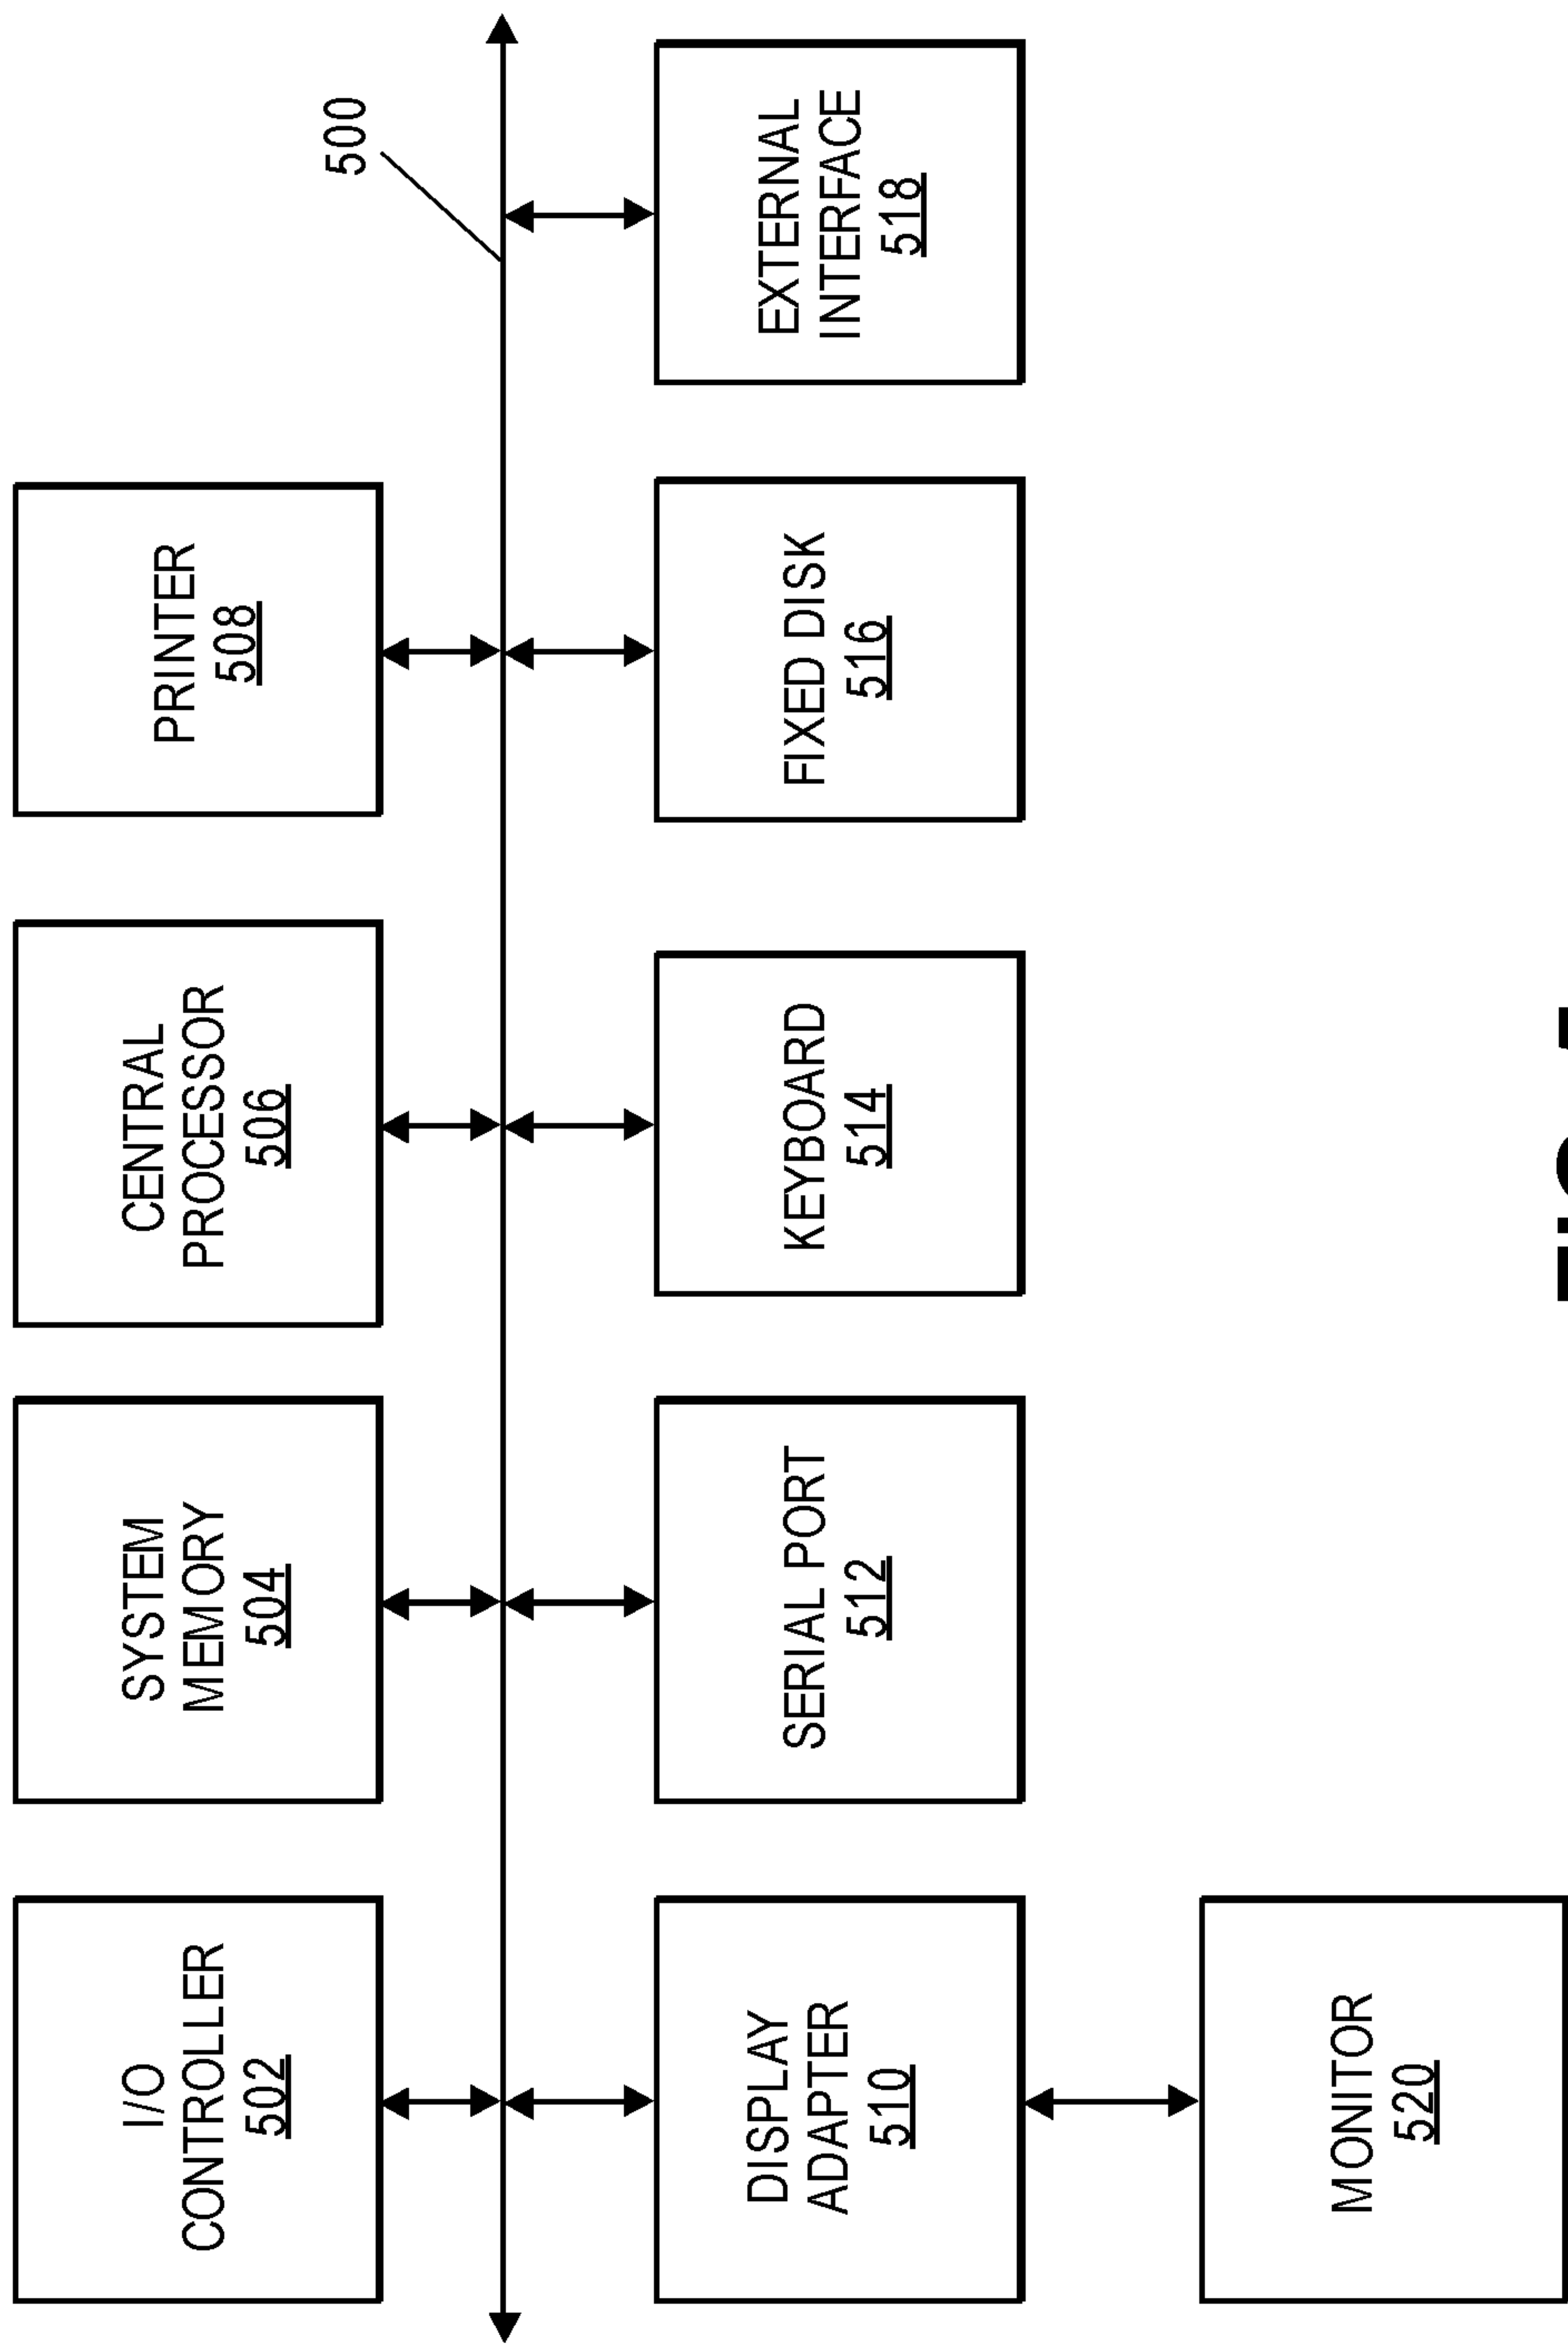 500
I/O
CONTROLLER
502
SYSTEM
MEMORY
504
CENTRAL
PROCESSOR
506
PRINTER
508
DISPLAY
ADAPTER
510
SERIAL PORT
512
KEYBOARD
514
FIXED DISK
516
EXTERNAL
INTERFACE
518
MONITOR
520